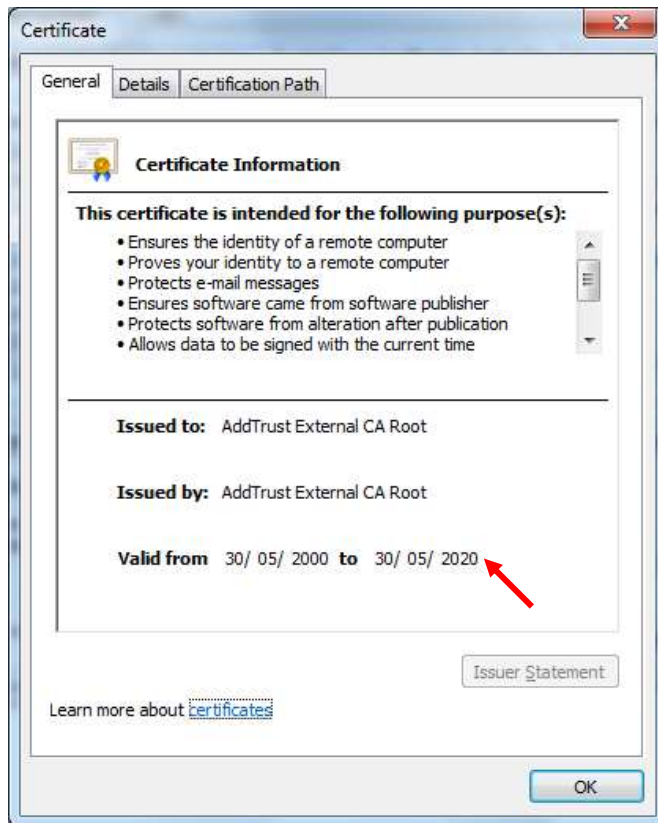 Certificate
General Details Certification Path
Certificate Information
This certificate is intended for the following purpose(s):
• Ensures the identity of a remote computer
• Proves your identity to a remote computer
• Protects e-mail messages
• Ensures software came from software publisher
• Protects software from alteration after publication
• Allows data to be signed with the current time
Issued to: AddTrust External CA Root
Issued by: AddTrust External CA Root
Valid from 30/ 05/ 2000 to 30/ 05/ 2020
Issuer Statement
Learn more about certificates
OK